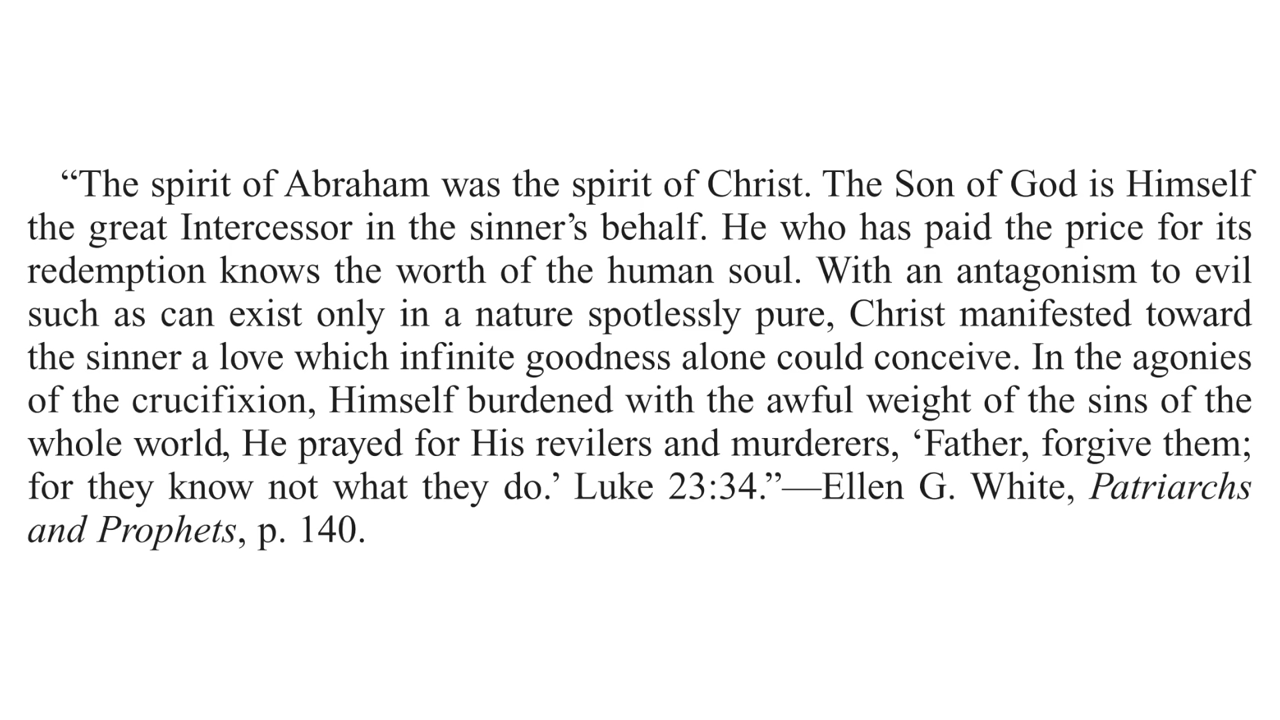 “The spirit of Abraham was the spirit of Christ. The Son of God is Himself
the great Intercessor in the sinner’s behalf. He who has paid the price for its
redemption knows the worth of the human soul. With an antagonism to evil
such as can exist only in a nature spotlessly pure, Christ manifested toward
the sinner a love which infinite goodness alone could conceive. In the agonies
of the crucifixion, Himself burdened with the awful weight of the sins of the
whole world, He prayed for His revilers and murderers, ‘Father, forgive them;
for they know not what they do.’ Luke 23:34.”—Ellen G. White, Patriarchs
and Prophets, p. 140.